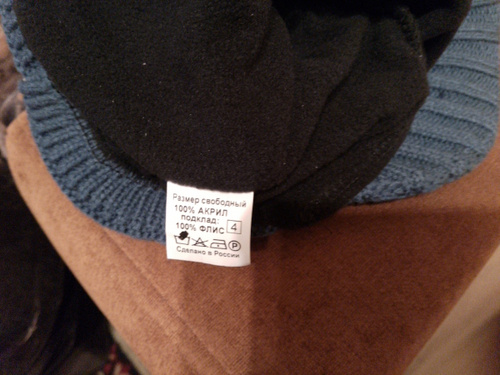 Размер свободный
100% АКРИЛ
подклад:
100% ФЛИС 4
P
Сделано в России